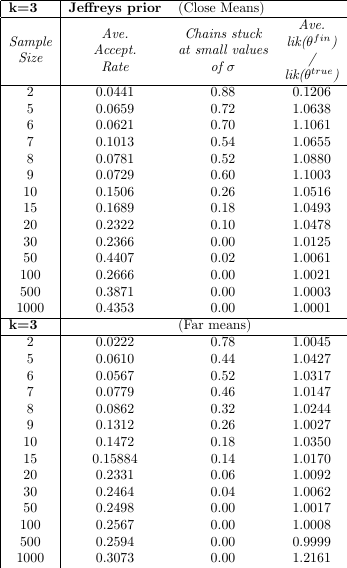 k=3 Jeffreys prior (Close Means)
Sample Size Ave. Accept. Rate Chains stuck at small values of σ Ave. lik(θ^{fin}) / lik(θ^{true})
2 0.0441 0.88 0.1206
5 0.0659 0.72 1.0638
6 0.0621 0.70 1.1061
7 0.1013 0.54 1.0655
8 0.0781 0.52 1.0880
9 0.0729 0.60 1.1003
10 0.1506 0.26 1.0516
15 0.1689 0.18 1.0493
20 0.2322 0.10 1.0478
30 0.2366 0.00 1.0125
50 0.4407 0.02 1.0061
100 0.2666 0.00 1.0021
500 0.3871 0.00 1.0003
1000 0.4353 0.00 1.0001
k=3 (Far means)
2 0.0222 0.78 1.0045
5 0.0610 0.44 1.0427
6 0.0567 0.52 1.0317
7 0.0779 0.46 1.0147
8 0.0862 0.32 1.0244
9 0.1312 0.26 1.0027
10 0.1472 0.18 1.0350
15 0.15884 0.14 1.0170
20 0.2331 0.06 1.0092
30 0.2464 0.04 1.0062
50 0.2498 0.00 1.0017
100 0.2567 0.00 1.0008
500 0.2594 0.00 0.9999
1000 0.3073 0.00 1.2161